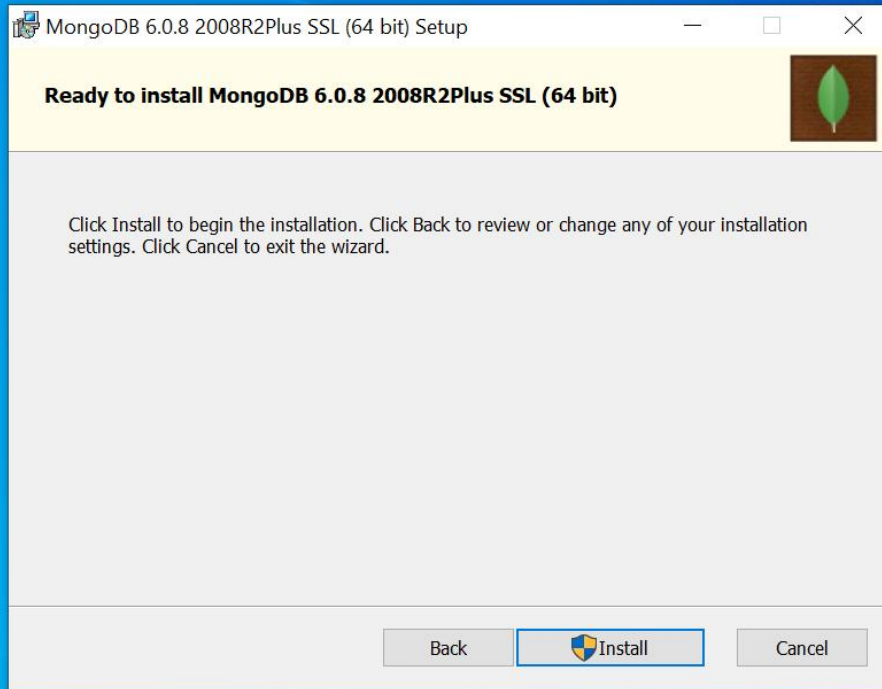 MongoDB 6.0.8 2008R2Plus SSL (64 bit) Setup
Ready to install MongoDB 6.0.8 2008R2Plus SSL (64 bit)
Click Install to begin the installation. Click Back to review or change any of your installation
settings. Click Cancel to exit the wizard.
Back
Install
Cancel